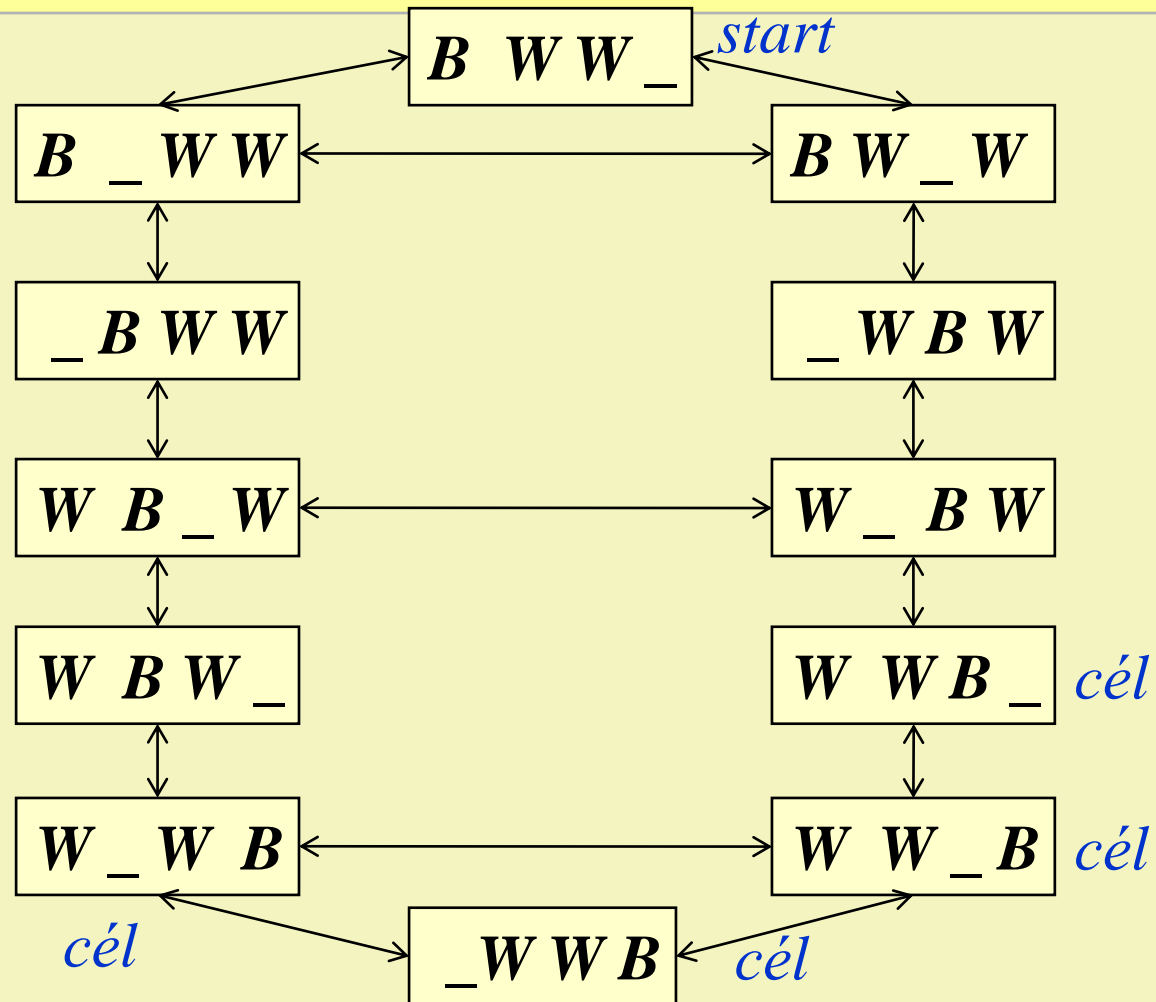 B W W _ start
B _ W W
B W _ W
_ B W W
_ W B W
W B _ W
W _ B W
W B W _
W W B _ cél
W _ W B
W W _ B cél
cél
_ W W B cél